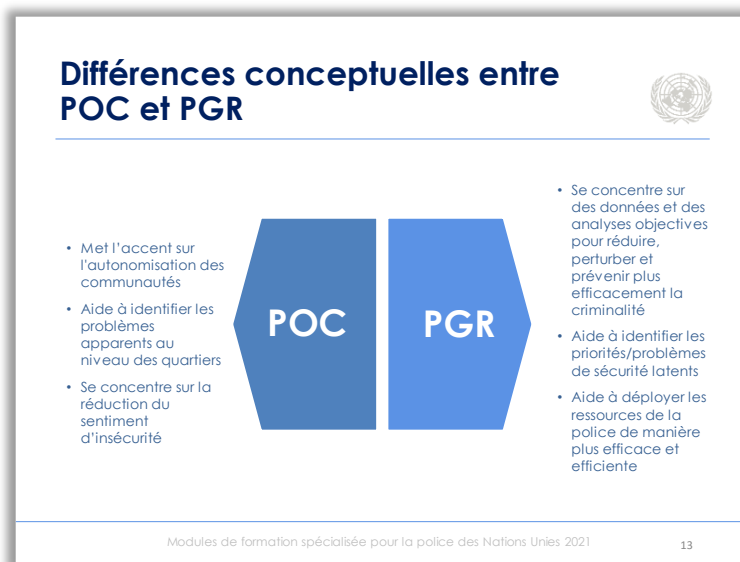 Différences conceptuelles entre
POC et PGR
• Met l'accent sur
l'autonomisation des
communautés
• Aide à identifier les
problèmes
apparents au
niveau des quartiers
• Se concentre sur la
réduction du
sentiment
d'insécurité
POC
PGR
• Se concentre sur
des données et des
analyses objectives
pour réduire,
perturber et
prévenir plus
efficacement la
criminalité
• Aide à identifier les
priorités/problèmes
de sécurité latents
• Aide à déployer les
ressources de la
police de manière
plus efficace et
efficiente
Modules de formation spécialisée pour la police des Nations Unies 2021
13